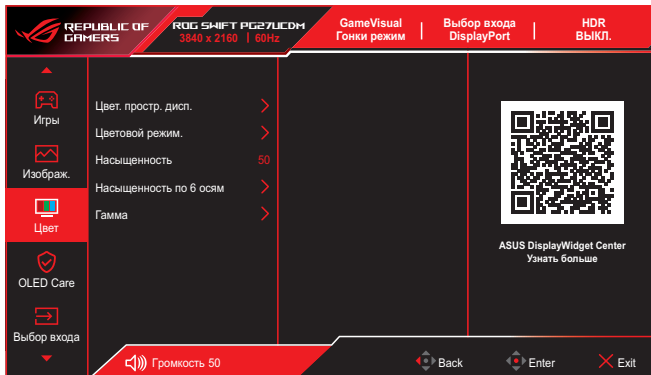 REPUBLIC OF
GAMERS
ROG SWIFT PG27UCDM
3840 x 2160 | 60Hz
GameVisual
Гонки режим
Выбор входа
DisplayPort
HDR
ВЫКЛ.
Игры
Изображ.
Цвет
OLED Care
Выбор входа
Цвет. простр. дисп.
Цветовой режим.
Насыщенность 50
Насыщенность по 6 осям
Гамма
ASUS DisplayWidget Center
Узнать больше
Громкость 50
Back
Enter
Exit